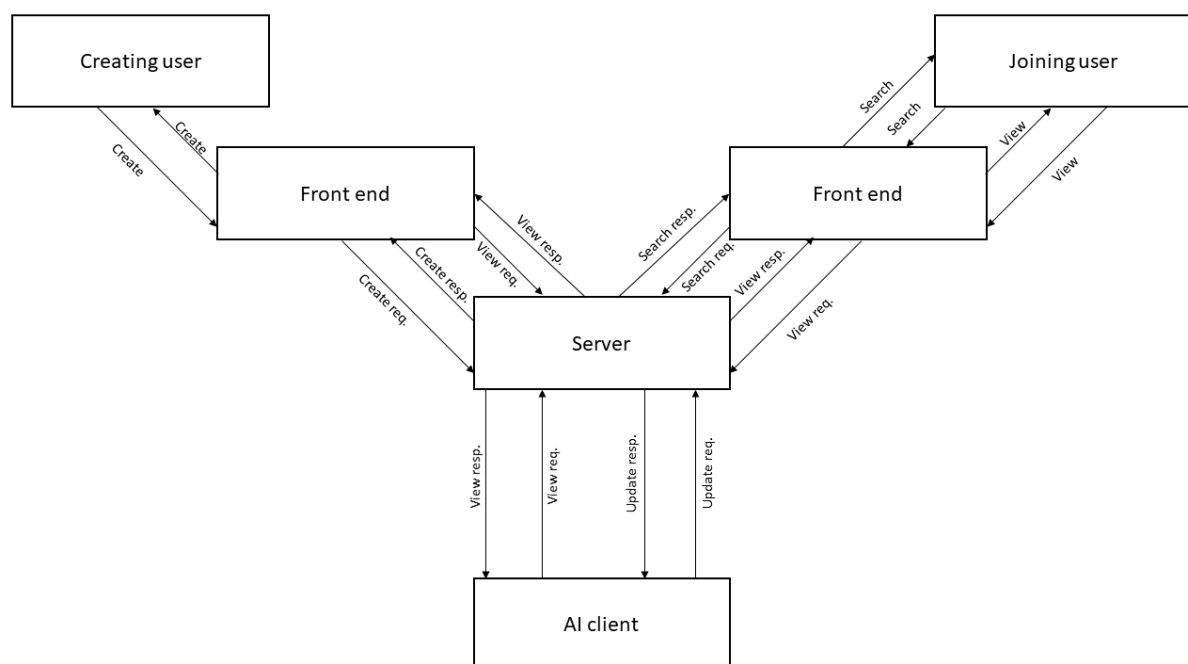 Creating user
Joining user
Search
Search
Create
Create
View
View
Front end
Front end
View resp.
View req.
Create resp.
Create req.
Search resp.
Search req.
View resp.
View req.
Server
View resp.
View req.
Update resp.
Update req.
AI client